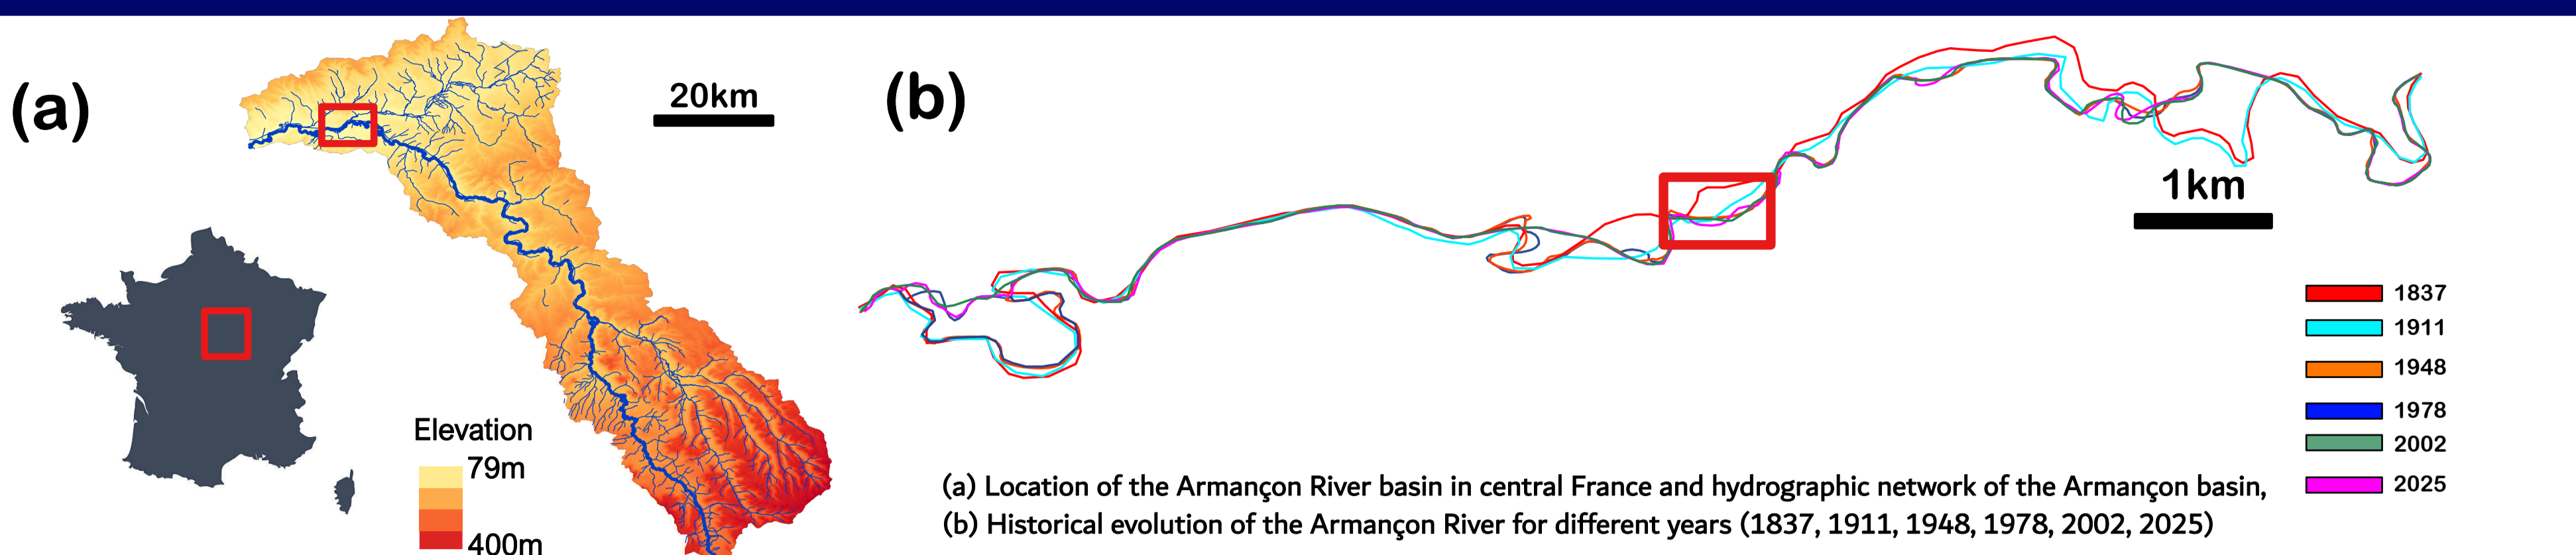 (a)
20km
Elevation
79m
400m
(b)
1km
1837
1911
1948
1978
2002
2025
(a) Location of the Armançon River basin in central France and hydrographic network of the Armançon basin,
(b) Historical evolution of the Armançon River for different years (1837, 1911, 1948, 1978, 2002, 2025)